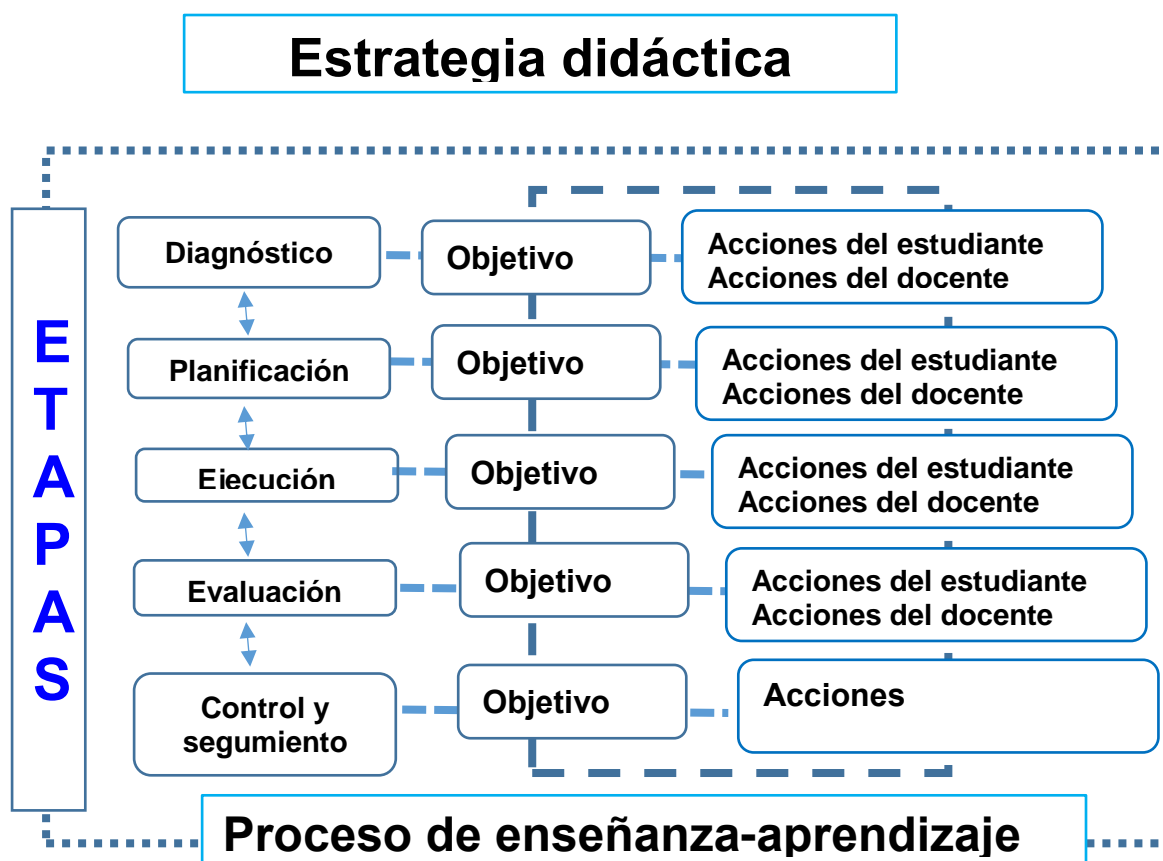 Estrategia didáctica
ETAPAS
Diagnóstico
Objetivo
Acciones del estudiante
Acciones del docente
Planificación
Objetivo
Acciones del estudiante
Acciones del docente
Ejecución
Objetivo
Acciones del estudiante
Acciones del docente
Evaluación
Objetivo
Acciones del estudiante
Acciones del docente
Control y
segumiento
Objetivo
Acciones
Proceso de enseñanza-aprendizaje